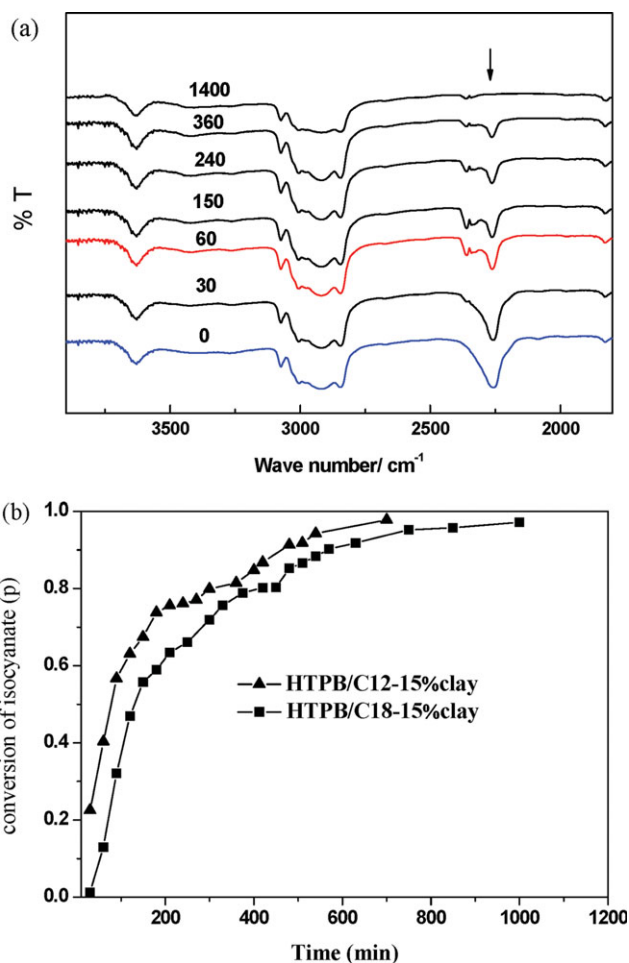 (a)
1400
360
240
150
60
30
0
% T
3500 3000 2500 2000
Wave number/ cm⁻¹
(b)
1.0
0.8
0.6
0.4
0.2
0.0
conversion of isocyanate (p)
HTPB/C12-15%clay
HTPB/C18-15%clay
200 400 600 800 1000 1200
Time (min)